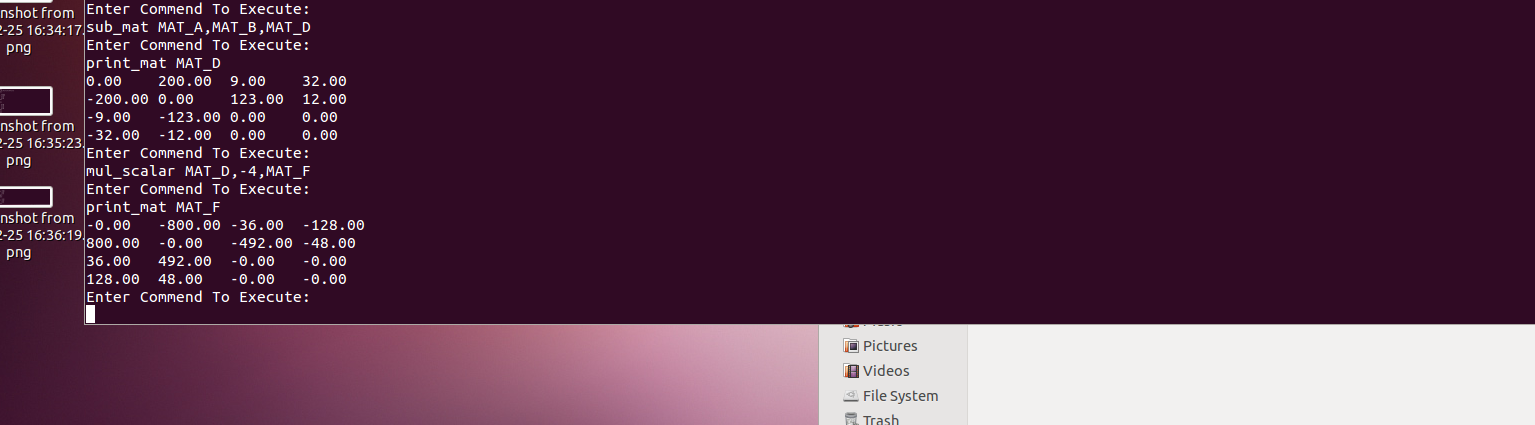 nshot from
2-25 16:34:17.
png
nshot from
2-25 16:35:23.
png
nshot from
2-25 16:36:19.
png
Enter Commend To Execute:
sub_mat MAT_A,MAT_B,MAT_D
Enter Commend To Execute:
print_mat MAT_D
0.00 200.00 9.00 32.00
-200.00 0.00 123.00 12.00
-9.00 -123.00 0.00 0.00
-32.00 -12.00 0.00 0.00
Enter Commend To Execute:
mul_scalar MAT_D,-4,MAT_F
Enter Commend To Execute:
print_mat MAT_F
-0.00 -800.00 -36.00 -128.00
800.00 -0.00 -492.00 -48.00
36.00 492.00 -0.00 -0.00
128.00 48.00 -0.00 -0.00
Enter Commend To Execute:
Pictures
Videos
File System
Trash